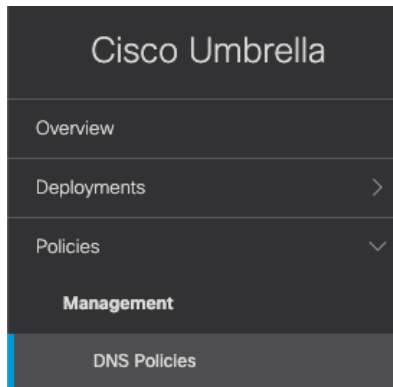 Cisco Umbrella
Overview
Deployments
Policies
Management
DNS Policies